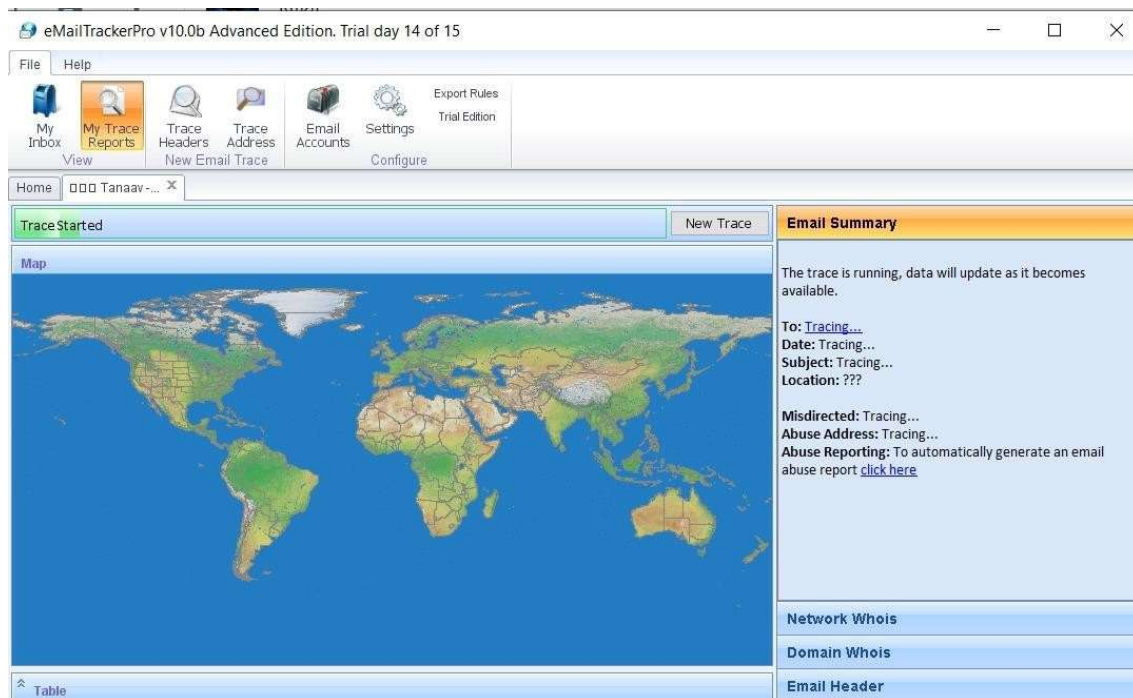 eMailTrackerPro v10.0b Advanced Edition. Trial day 14 of 15
File Help
My Inbox
My Trace Reports
Trace Headers
Trace Address
Email Accounts
Settings
Export Rules
Trial Edition
View
New Email Trace
Configure
Home
Tanaav -...
Trace Started
New Trace
Map
Table
Email Summary
The trace is running, data will update as it becomes
available.
To: Tracing...
Date: Tracing...
Subject: Tracing...
Location: ???
Misdirected: Tracing...
Abuse Address: Tracing...
Abuse Reporting: To automatically generate an email
abuse report click here
Network Whois
Domain Whois
Email Header